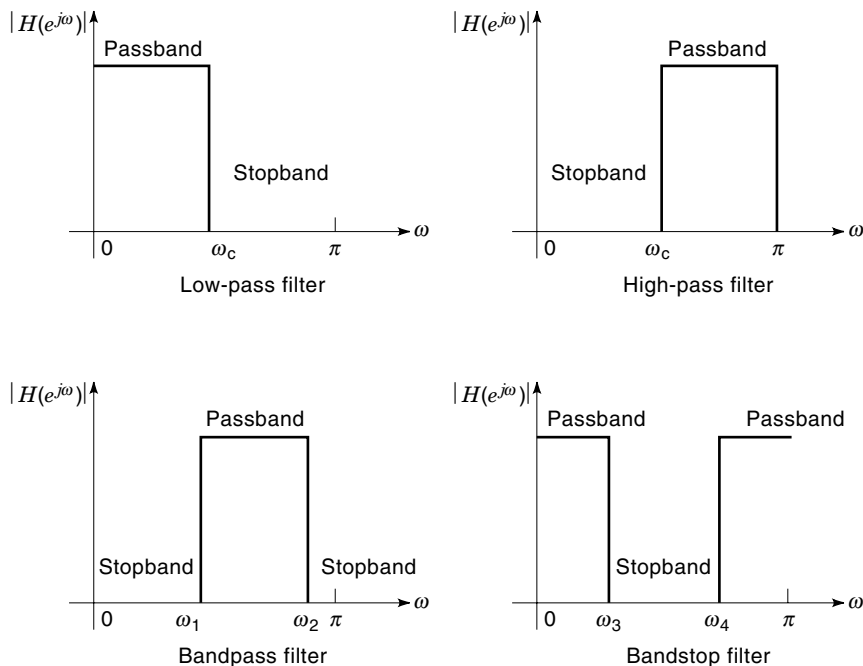 |H(e^{jω})|
Passband
Stopband
0 ω_c π ω
Low-pass filter
|H(e^{jω})|
Passband
Stopband
0 ω_c π ω
High-pass filter
|H(e^{jω})|
Passband
Stopband Stopband
0 ω_1 ω_2 π ω
Bandpass filter
|H(e^{jω})|
Passband Passband
Stopband
0 ω_3 ω_4 π ω
Bandstop filter